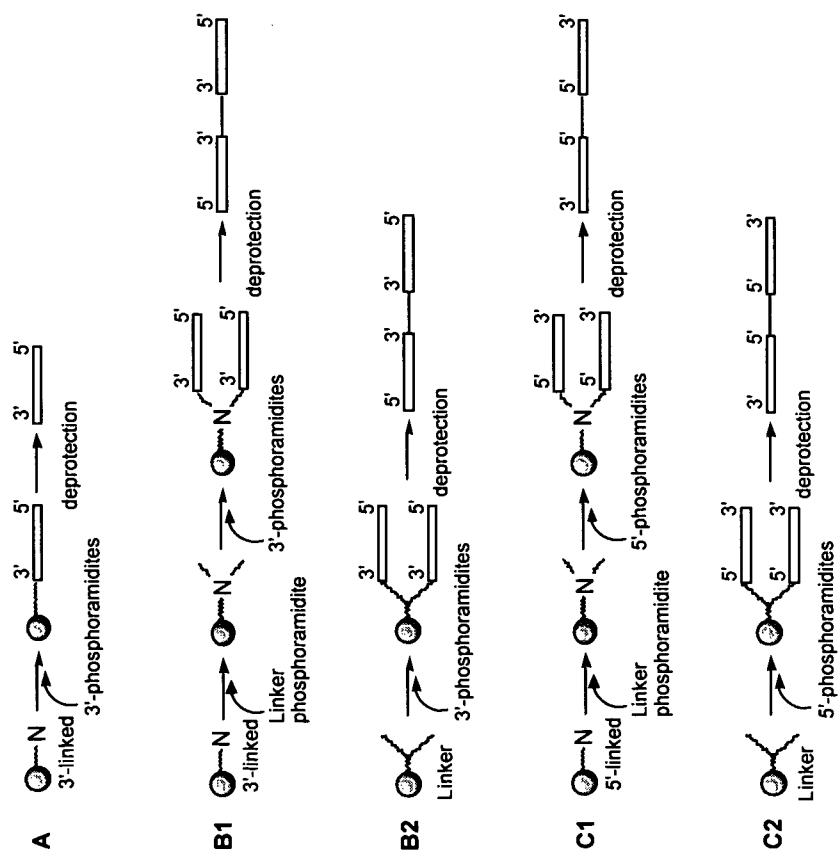 A
N
3'-linked
3'-phosphoramidites
3' 5'
deprotection
3' 5'
B1
N
3'-linked
Linker
phosphoramidite
N
3'-phosphoramidites
3' 5'
N
3' 5'
deprotection
5' 3' 3' 5'
B2
Linker
3'-phosphoramidites
3' 5'
3' 5'
deprotection
5' 3' 3' 5'
C1
N
5'-linked
Linker
phosphoramidite
N
5'-phosphoramidites
5' 3'
N
5' 3'
deprotection
3' 5' 5' 3'
C2
Linker
5'-phosphoramidites
5' 3'
5' 3'
deprotection
3' 5' 5' 3'